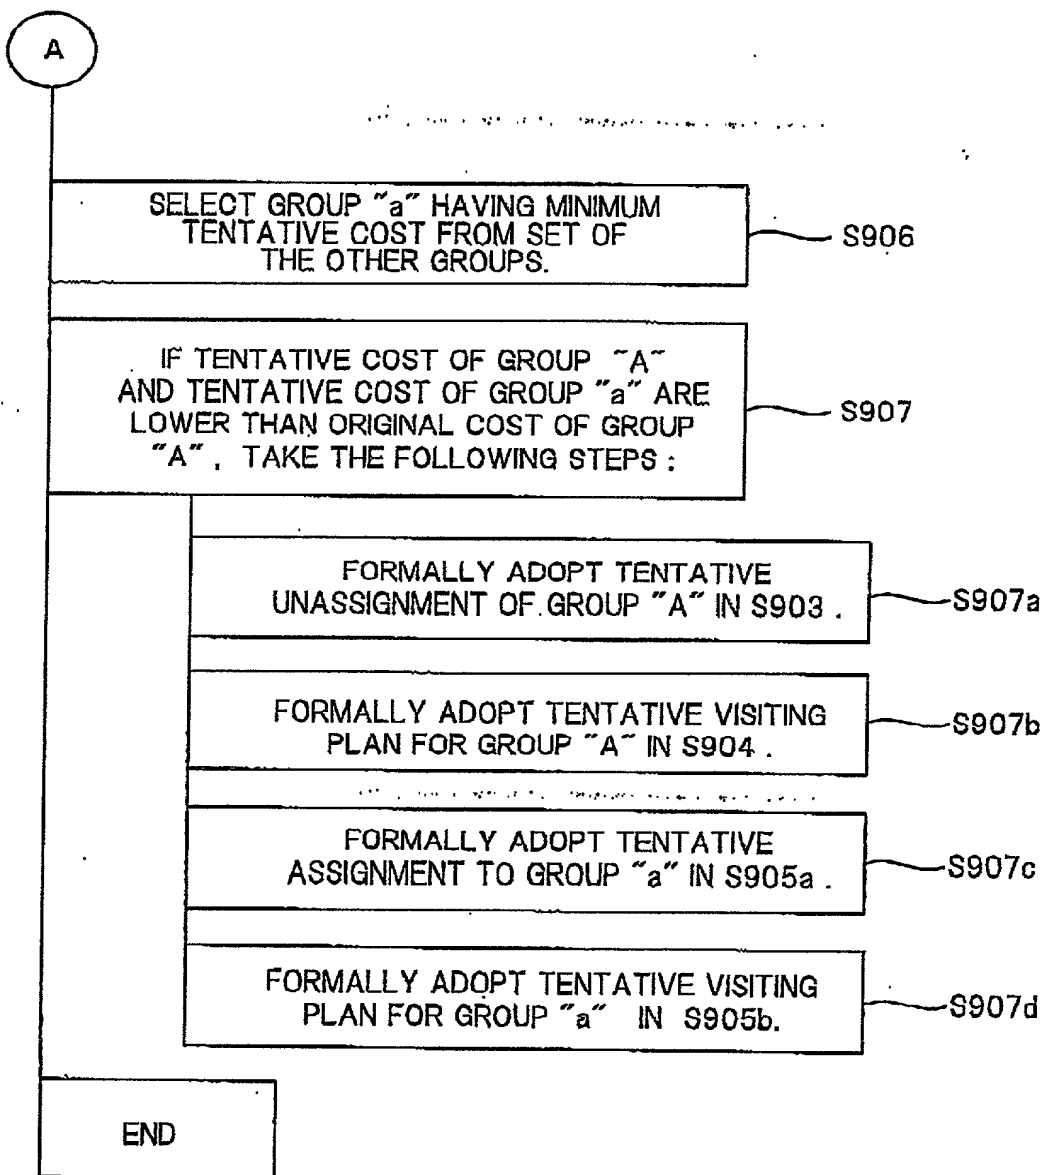 A
SELECT GROUP "a" HAVING MINIMUM
TENTATIVE COST FROM SET OF
THE OTHER GROUPS.
S906
IF TENTATIVE COST OF GROUP "A"
AND TENTATIVE COST OF GROUP "a" ARE
LOWER THAN ORIGINAL COST OF GROUP
"A", TAKE THE FOLLOWING STEPS :
S907
FORMALLY ADOPT TENTATIVE
UNASSIGNMENT OF GROUP "A" IN S903 .
S907a
FORMALLY ADOPT TENTATIVE VISITING
PLAN FOR GROUP "A" IN S904 .
S907b
FORMALLY ADOPT TENTATIVE
ASSIGNMENT TO GROUP "a" IN S905a .
S907c
FORMALLY ADOPT TENTATIVE VISITING
PLAN FOR GROUP "a" IN S905b.
S907d
END